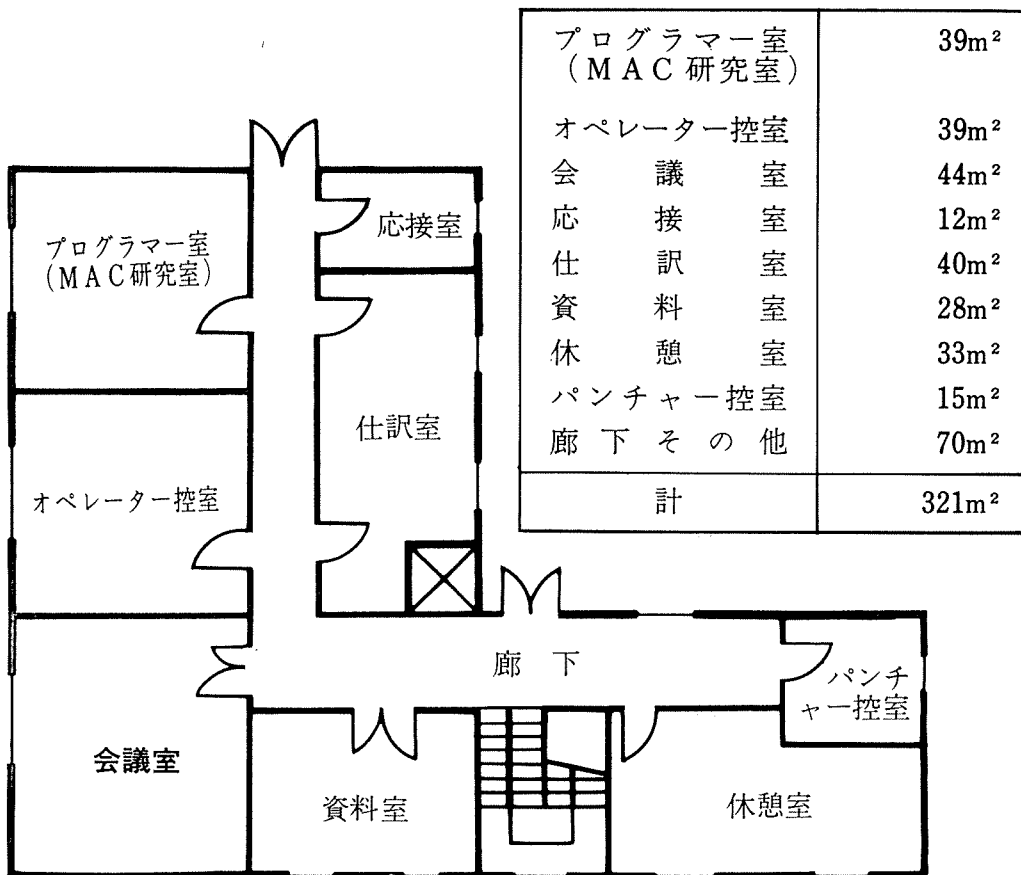 プログラマー室 39m²
(MAC研究室)
オペレーター控室 39m²
会議室 44m²
応接室 12m²
仕訳室 40m²
資料室 28m²
休憩室 33m²
パンチャー控室 15m²
廊下その他 70m²
計 321m²
プログラマー室
(MAC研究室)
応接室
仕訳室
オペレーター控室
廊下
パンチ
ャー控室
会議室
資料室
休憩室